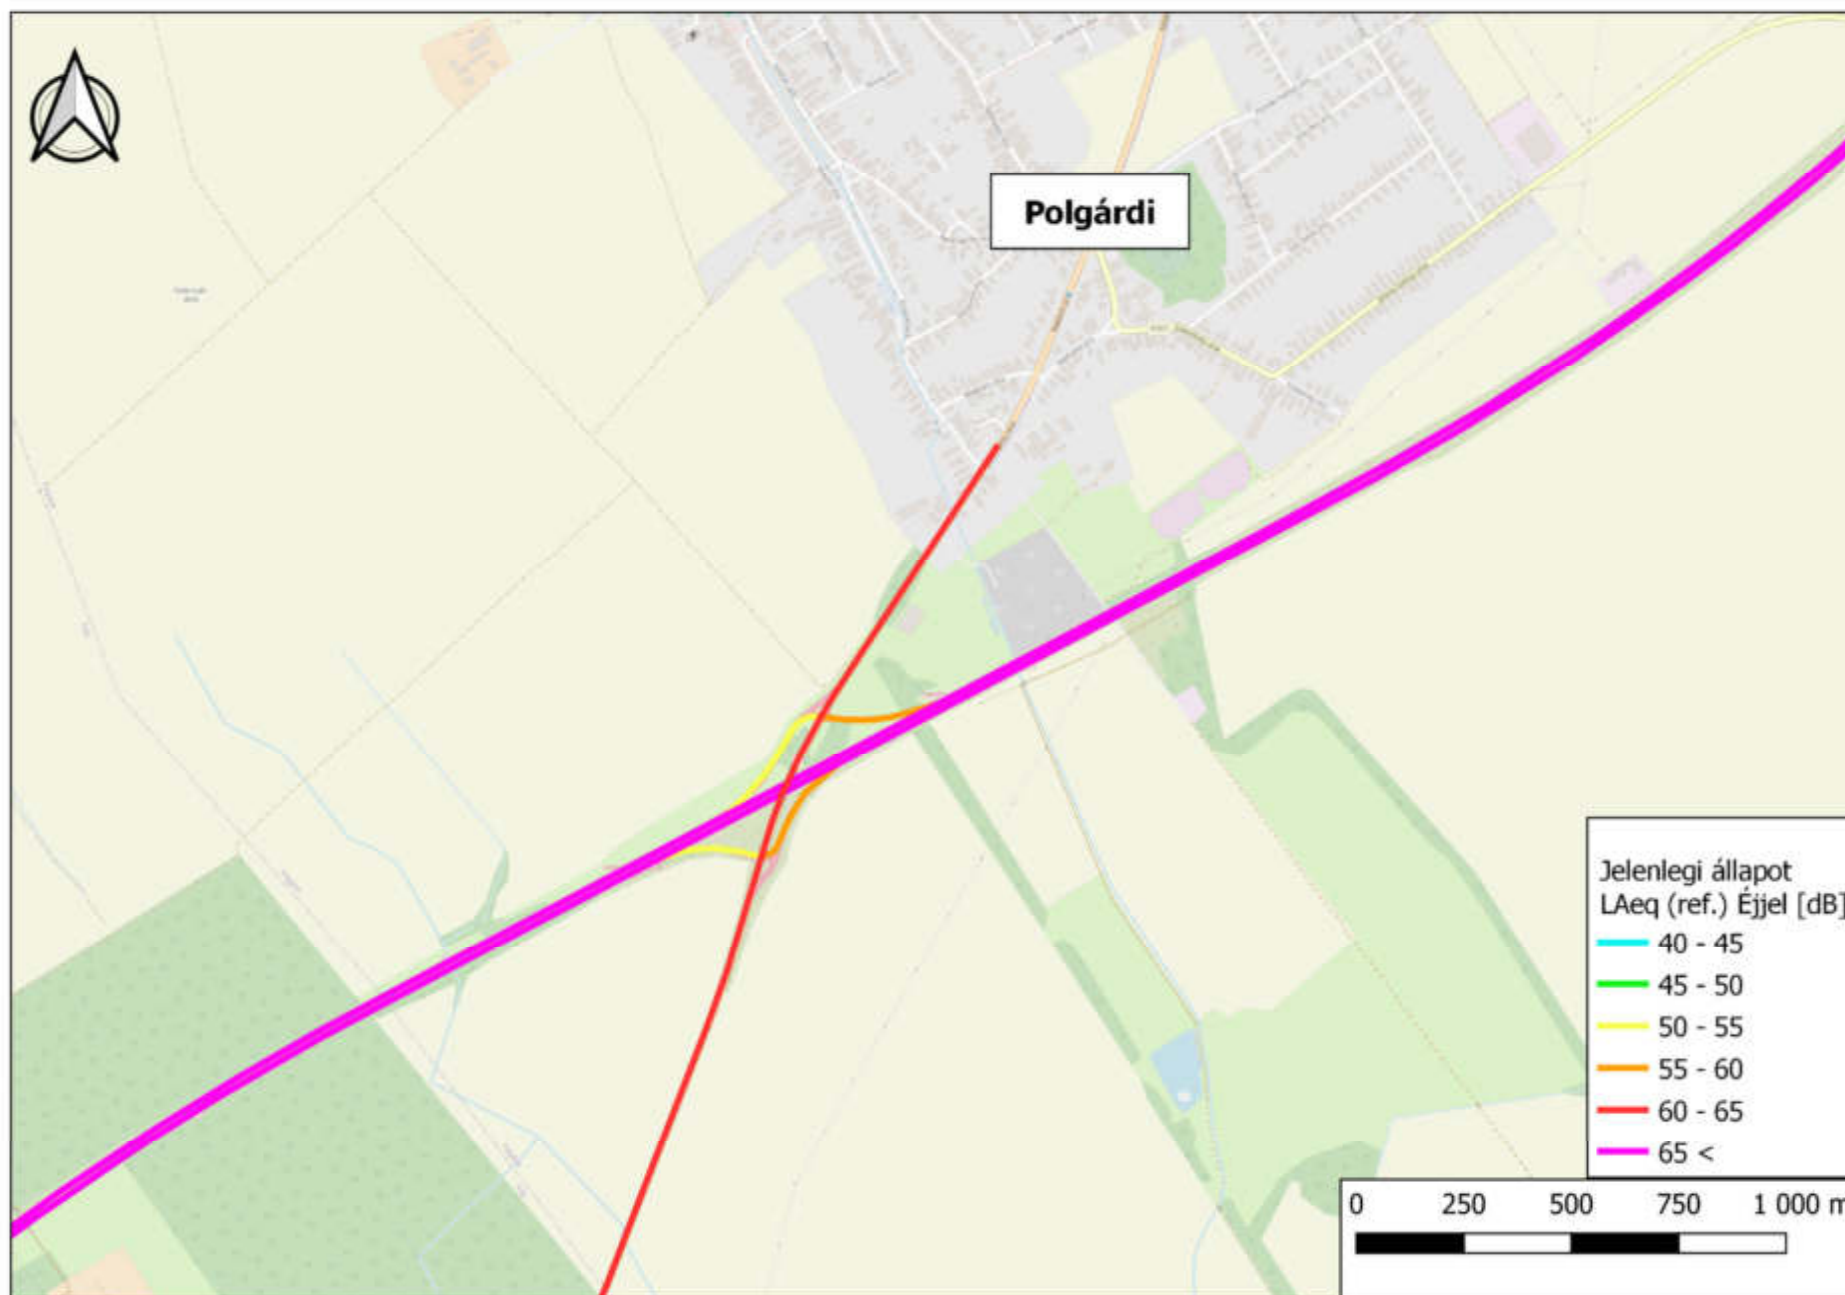 Polgárdi
Jelenlegi állapot
LAeq (ref.) Éjjel [dB]
40 - 45
45 - 50
50 - 55
55 - 60
60 - 65
65 <
0 250 500 750 1 000 m